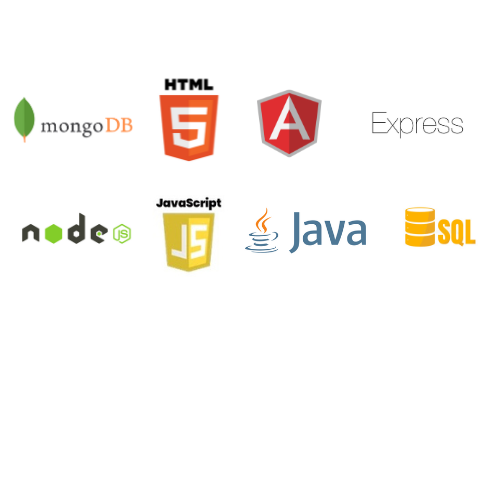 mongoDB
HTML
5
A
Express
node
JS
JavaScript
JS
Java
SQL